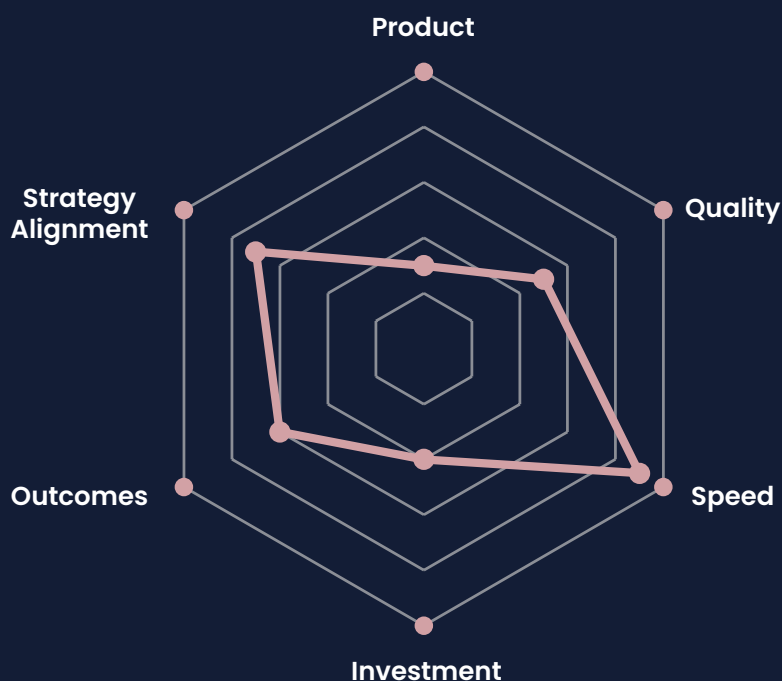 Product
Strategy
Alignment
Quality
Outcomes
Speed
Investment